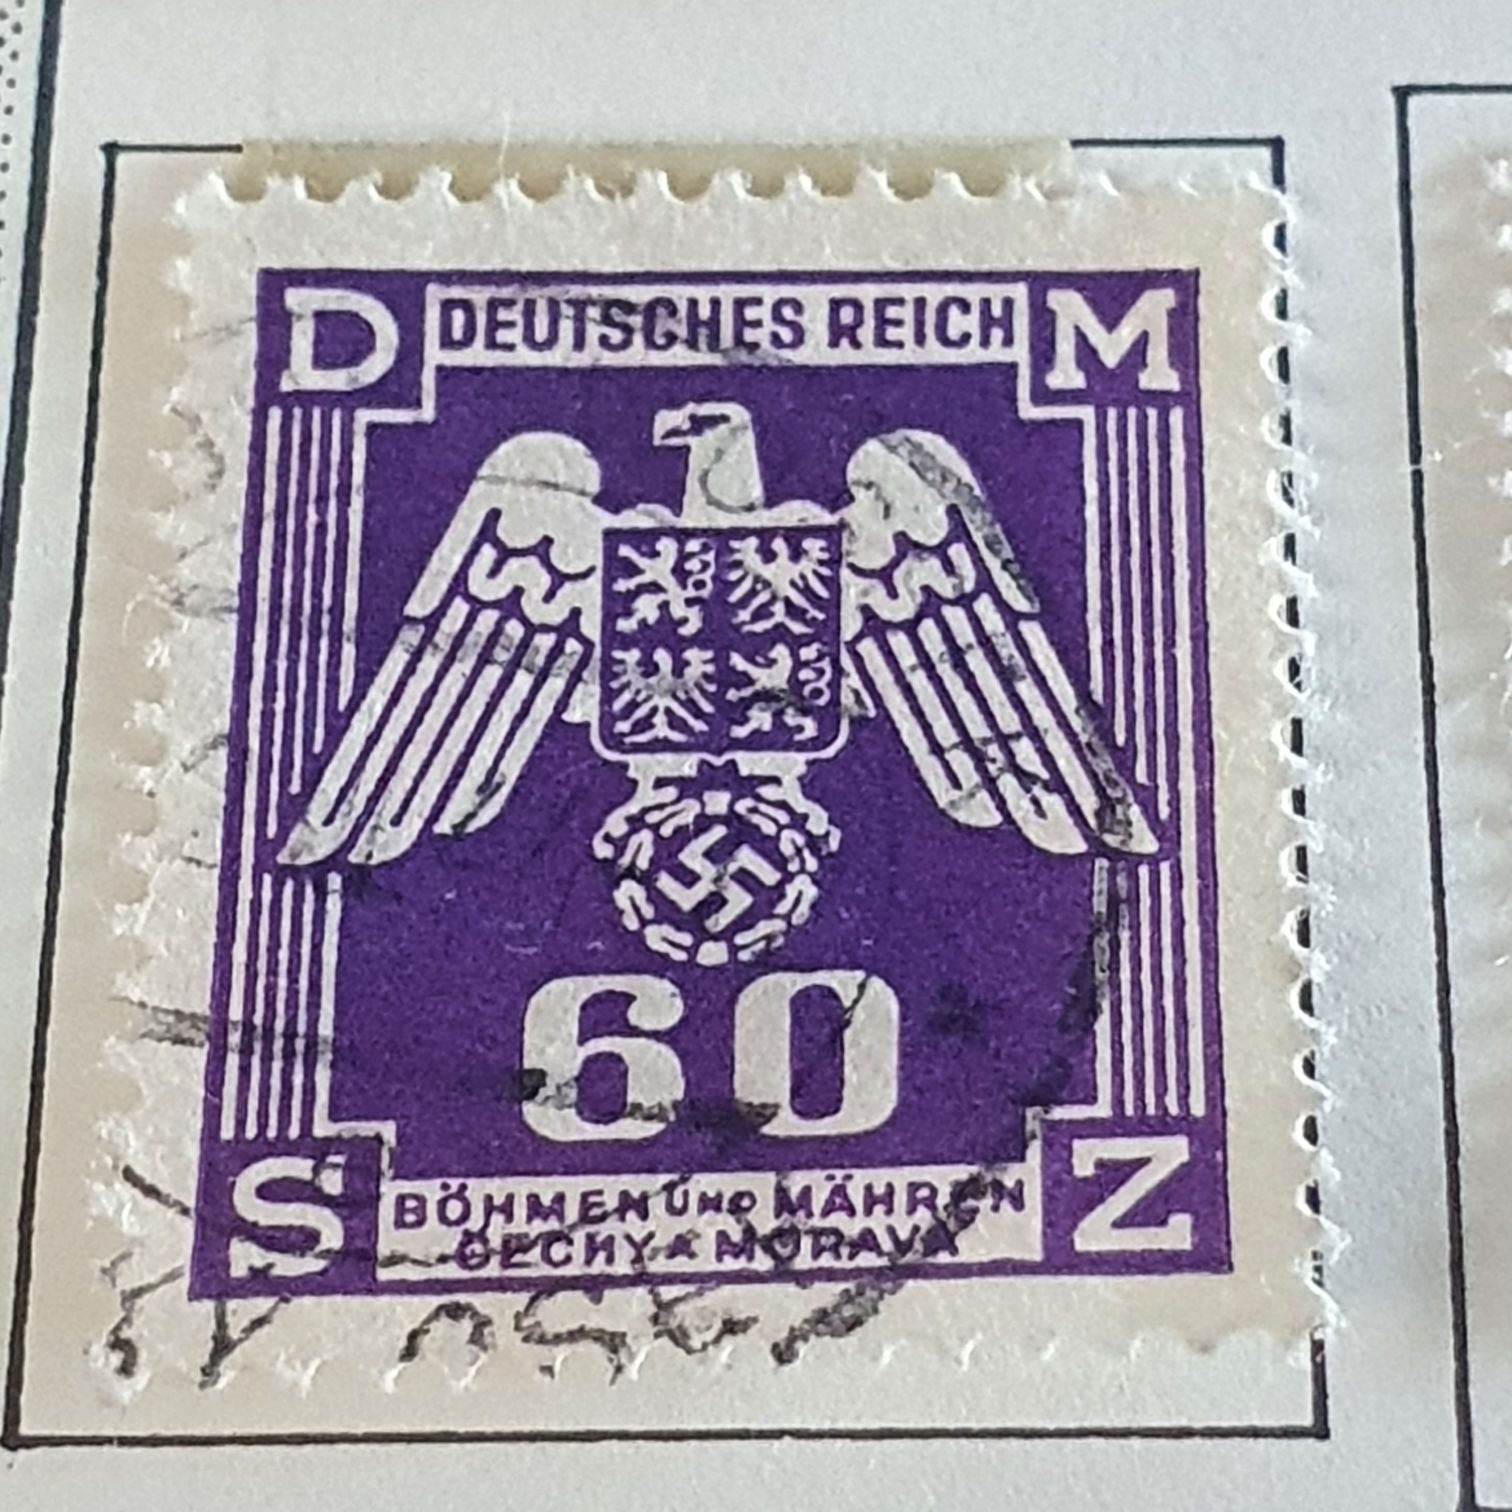 D DEUTSCHES REICH M
60
S BÖHMEN UND MÄHREN Z
ČECHY A MORAVA